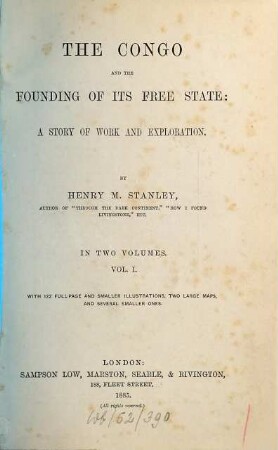 THE CONGO
AND THE
FOUNDING OF ITS FREE STATE:
A STORY OF WORK AND EXPLORATION.
BY
HENRY M. STANLEY,
AUTHOR OF "THROUGH THE DARK CONTINENT," "HOW I FOUND
LIVINGSTONE," ETC.
IN TWO VOLUMES.
VOL. I.
WITH 122 FULL-PAGE AND SMALLER ILLUSTRATIONS, TWO LARGE MAPS,
AND SEVERAL SMALLER ONES.
LONDON:
SAMPSON LOW, MARSTON, SEARLE, & RIVINGTON,
188, FLEET STREET.
1885.
(All rights reserved.)
/52/390